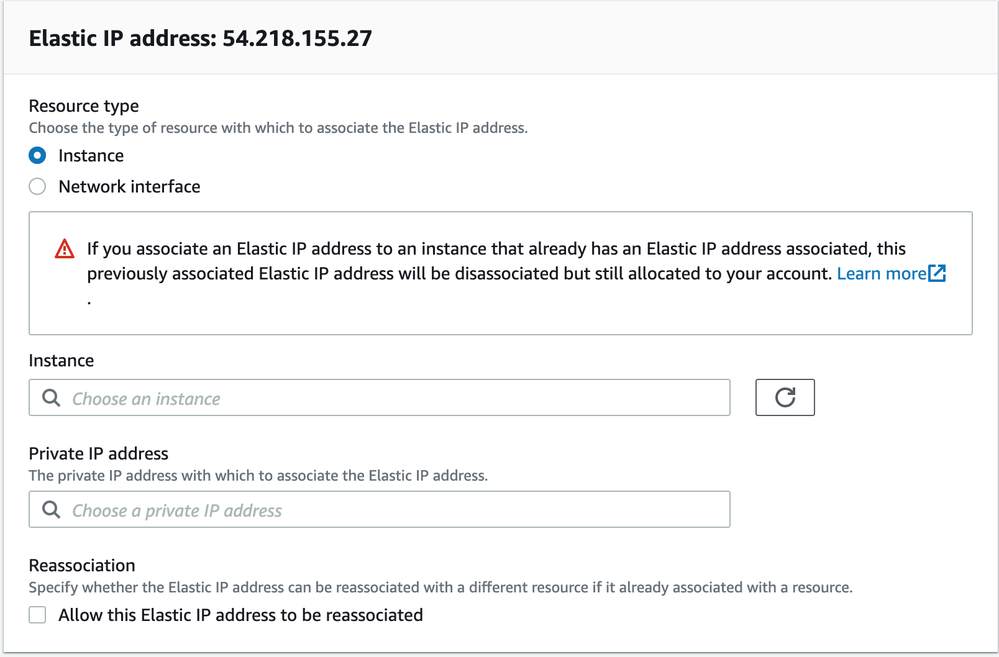 Elastic IP address: 54.218.155.27
Resource type
Choose the type of resource with which to associate the Elastic IP address.
Instance
Network interface
If you associate an Elastic IP address to an instance that already has an Elastic IP address associated, this
previously associated Elastic IP address will be disassociated but still allocated to your account. Learn more
.
Instance
Choose an instance
Private IP address
The private IP address with which to associate the Elastic IP address.
Choose a private IP address
Reassociation
Specify whether the Elastic IP address can be reassociated with a different resource if it already associated with a resource.
Allow this Elastic IP address to be reassociated